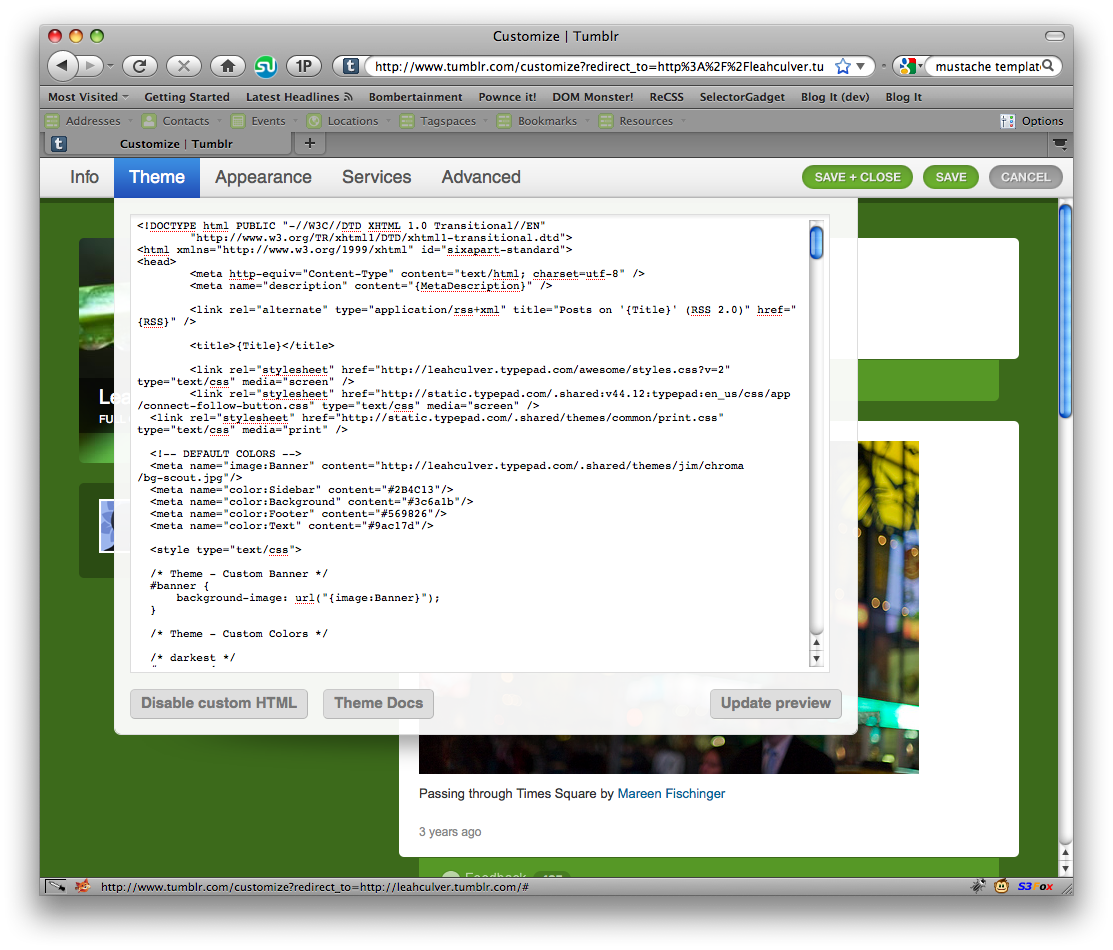 Customize | Tumblr
1P
t
http://www.tumblr.com/customize?redirect_to=http%3A%2F%2Fleahculver.tu
mustache templat
Most Visited Getting Started Latest Headlines Bombertainment Pownce it! DOM Monster! ReCSS SelectorGadget Blog It (dev) Blog It
Addresses Contacts Events Locations Tagspaces Bookmarks Resources Options
t Customize | Tumblr +
Info Theme Appearance Services Advanced SAVE + CLOSE SAVE CANCEL
<!DOCTYPE html PUBLIC "-//W3C//DTD XHTML 1.0 Transitional//EN"
"http://www.w3.org/TR/xhtml1/DTD/xhtml1-transitional.dtd">
<html xmlns="http://www.w3.org/1999/xhtml" id="sixapart-standard">
<head>
<meta http-equiv="Content-Type" content="text/html; charset=utf-8" />
<meta name="description" content="{MetaDescription}" />
<link rel="alternate" type="application/rss+xml" title="Posts on '{Title}' (RSS 2.0)" href="
{RSS}" />
<title>{Title}</title>
<link rel="stylesheet" href="http://leahculver.typepad.com/awesome/styles.css?v=2"
type="text/css" media="screen" />
<link rel="stylesheet" href="http://static.typepad.com/.shared:v44.12:typepad:en_us/css/app
/connect-follow-button.css" type="text/css" media="screen" />
<link rel="stylesheet" href="http://static.typepad.com/.shared/themes/common/print.css"
type="text/css" media="print" />
<!-- DEFAULT COLORS -->
<meta name="image:Banner" content="http://leahculver.typepad.com/.shared/themes/jim/chroma
/bg-scout.jpg"/>
<meta name="color:Sidebar" content="#2B4C13"/>
<meta name="color:Background" content="#3c6a1b"/>
<meta name="color:Footer" content="#569826"/>
<meta name="color:Text" content="#9ac17d"/>
<style type="text/css">
/* Theme - Custom Banner */
#banner {
background-image: url("{image:Banner}");
}
/* Theme - Custom Colors */
/* darkest */
Lea
FUL
Disable custom HTML Theme Docs Update preview
Passing through Times Square by Mareen Fischinger
3 years ago
Feedback
http://www.tumblr.com/customize?redirect_to=http://leahculver.tumblr.com/# S3Fox